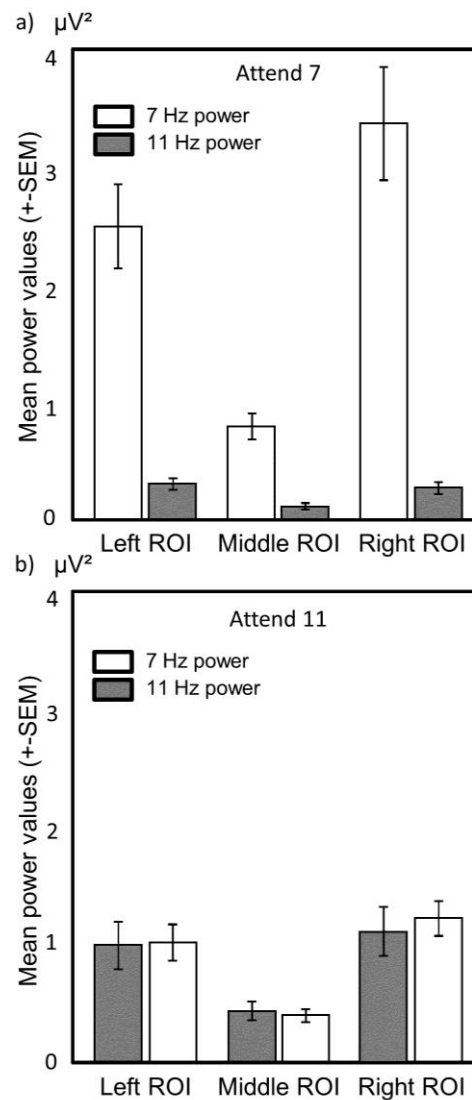 a) µV²
Mean power values (+-SEM)
4
3
2
1
0
Attend 7
7 Hz power
11 Hz power
Left ROI Middle ROI Right ROI
b) µV²
Mean power values (+-SEM)
4
3
2
1
0
Attend 11
7 Hz power
11 Hz power
Left ROI Middle ROI Right ROI